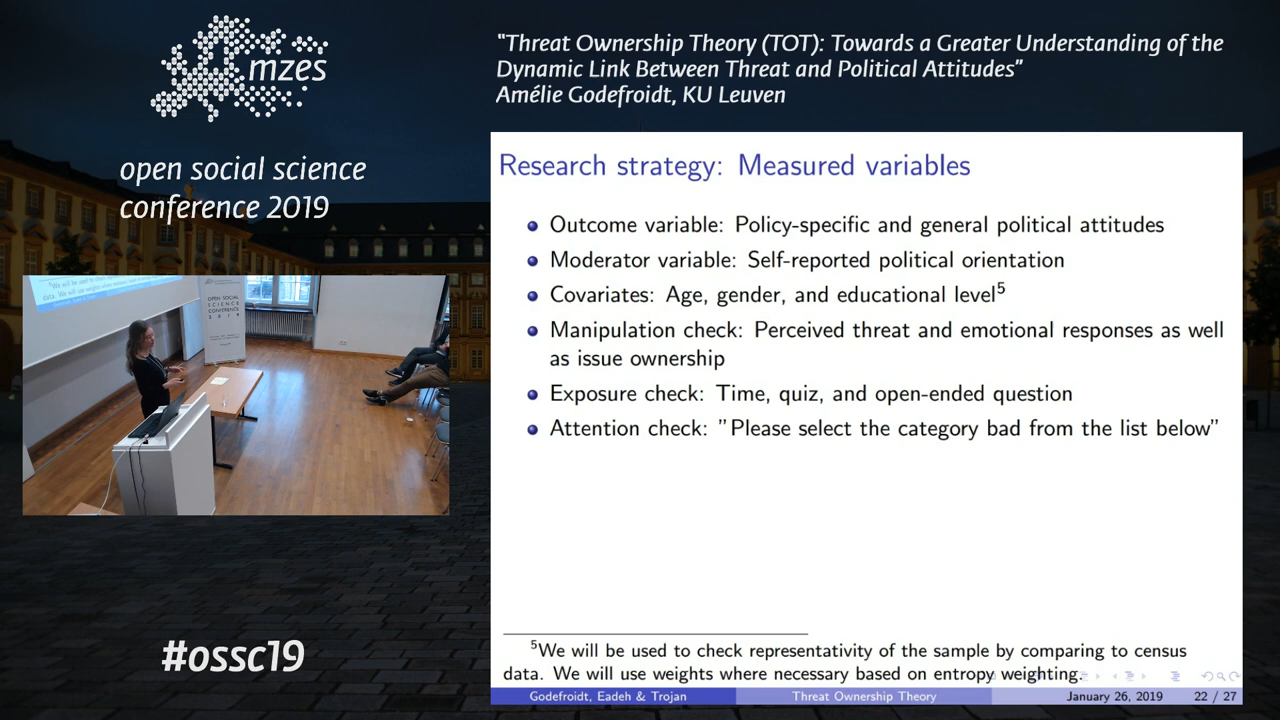 mzes
open social science
conference 2019
"Threat Ownership Theory (TOT): Towards a Greater Understanding of the
Dynamic Link Between Threat and Political Attitudes"
Amélie Godefroidt, KU Leuven
Research strategy: Measured variables
Outcome variable: Policy-specific and general political attitudes
Moderator variable: Self-reported political orientation
Covariates: Age, gender, and educational level5
Manipulation check: Perceived threat and emotional responses as well
as issue ownership
Exposure check: Time, quiz, and open-ended question
Attention check: "Please select the category bad from the list below"
5We will be used to check representativity of the sample by comparing to census
data. We will use weights where necessary based on entropy weighting.
Godefroidt, Eadeh & Trojan
Threat Ownership Theory
January 26, 2019
22 / 27
OPEN SOCIAL
SCIENCE
CONFERENCE
2019
#ossc19